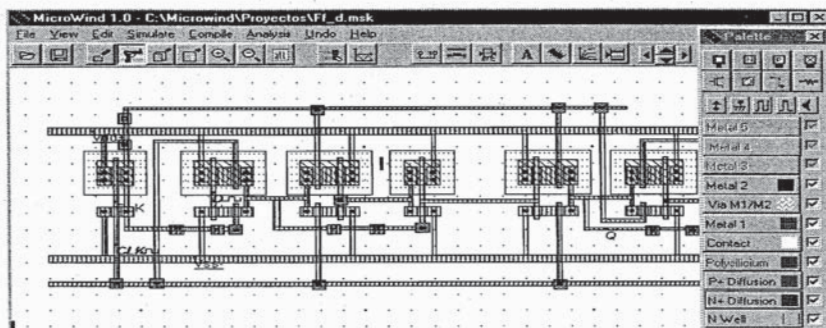 MicroWind 1.0 - C:\Microwind\Proyectos\Ff_d.msk
File View Edit Simulate Compile Analysis Undo Help
Palette
Metal 5
Metal 4
Metal 3
Metal 2
Via M1/M2
Metal 1
Contact
Polysilicium
P+ Diffusion
N+ Diffusion
N Well
K
Q
Vss-